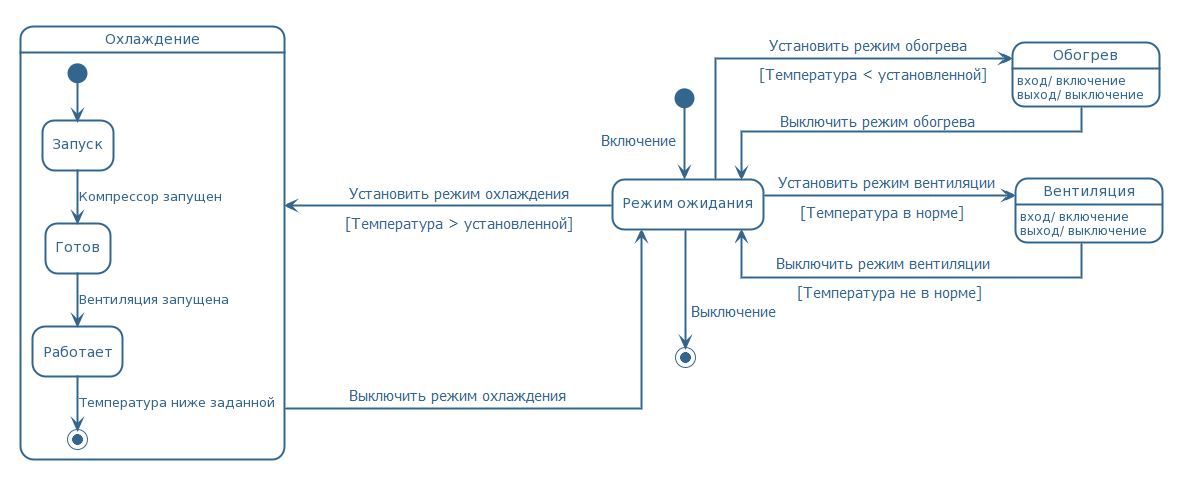 Охлаждение
Запуск
Компрессор запущен
Готов
Вентиляция запущена
Работает
Температура ниже заданной
Установить режим охлаждения
[Температура > установленной]
Выключить режим охлаждения
Включение
Режим ожидания
Выключение
Установить режим обогрева
[Температура < установленной]
Выключить режим обогрева
Обогрев
вход/ включение
выход/ выключение
Установить режим вентиляции
[Температура в норме]
Выключить режим вентиляции
[Температура не в норме]
Вентиляция
вход/ включение
выход/ выключение